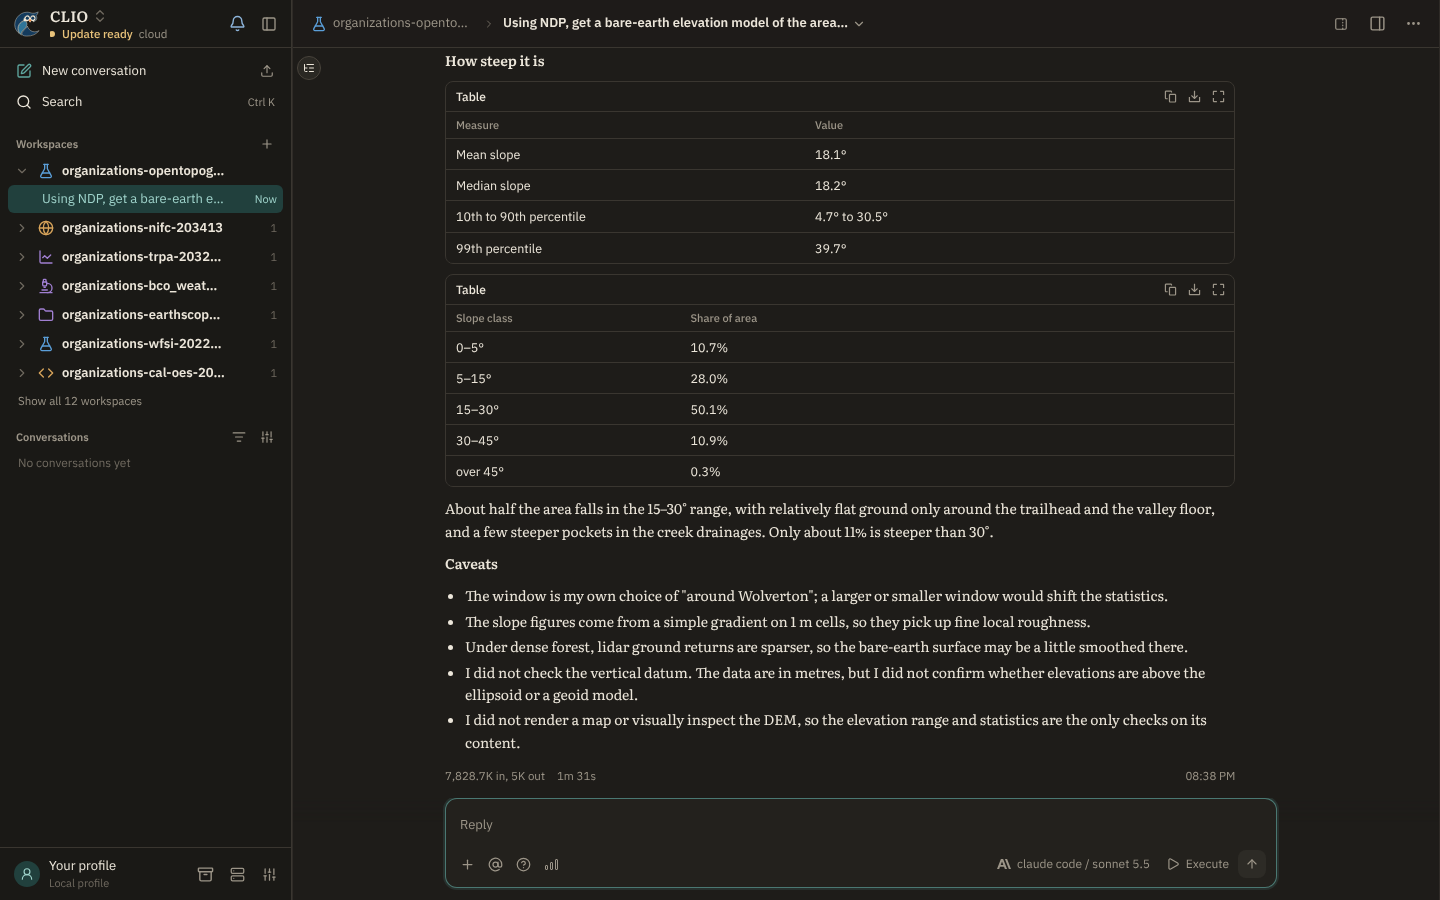 CLIO
Update ready cloud
New conversation
Search Ctrl K
Workspaces
organizations-opentopog...
Using NDP, get a bare-earth e... Now
organizations-nifc-203413 1
organizations-trpa-2032... 1
organizations-bco_weat... 1
organizations-earthscop... 1
organizations-wfsi-2022... 1
organizations-cal-oes-20... 1
Show all 12 workspaces
Conversations
No conversations yet
Your profile
Local profile
organizations-opento... Using NDP, get a bare-earth elevation model of the area...
How steep it is
Table
Measure Value
Mean slope 18.1°
Median slope 18.2°
10th to 90th percentile 4.7° to 30.5°
99th percentile 39.7°
Table
Slope class Share of area
0–5° 10.7%
5–15° 28.0%
15–30° 50.1%
30–45° 10.9%
over 45° 0.3%
About half the area falls in the 15–30° range, with relatively flat ground only around the trailhead and the valley floor,
and a few steeper pockets in the creek drainages. Only about 11% is steeper than 30°.
Caveats
• The window is my own choice of "around Wolverton"; a larger or smaller window would shift the statistics.
• The slope figures come from a simple gradient on 1 m cells, so they pick up fine local roughness.
• Under dense forest, lidar ground returns are sparser, so the bare-earth surface may be a little smoothed there.
• I did not check the vertical datum. The data are in metres, but I did not confirm whether elevations are above the
ellipsoid or a geoid model.
• I did not render a map or visually inspect the DEM, so the elevation range and statistics are the only checks on its
content.
7,828.7K in, 5K out 1m 31s 08:38 PM
Reply
claude code / sonnet 5.5 Execute